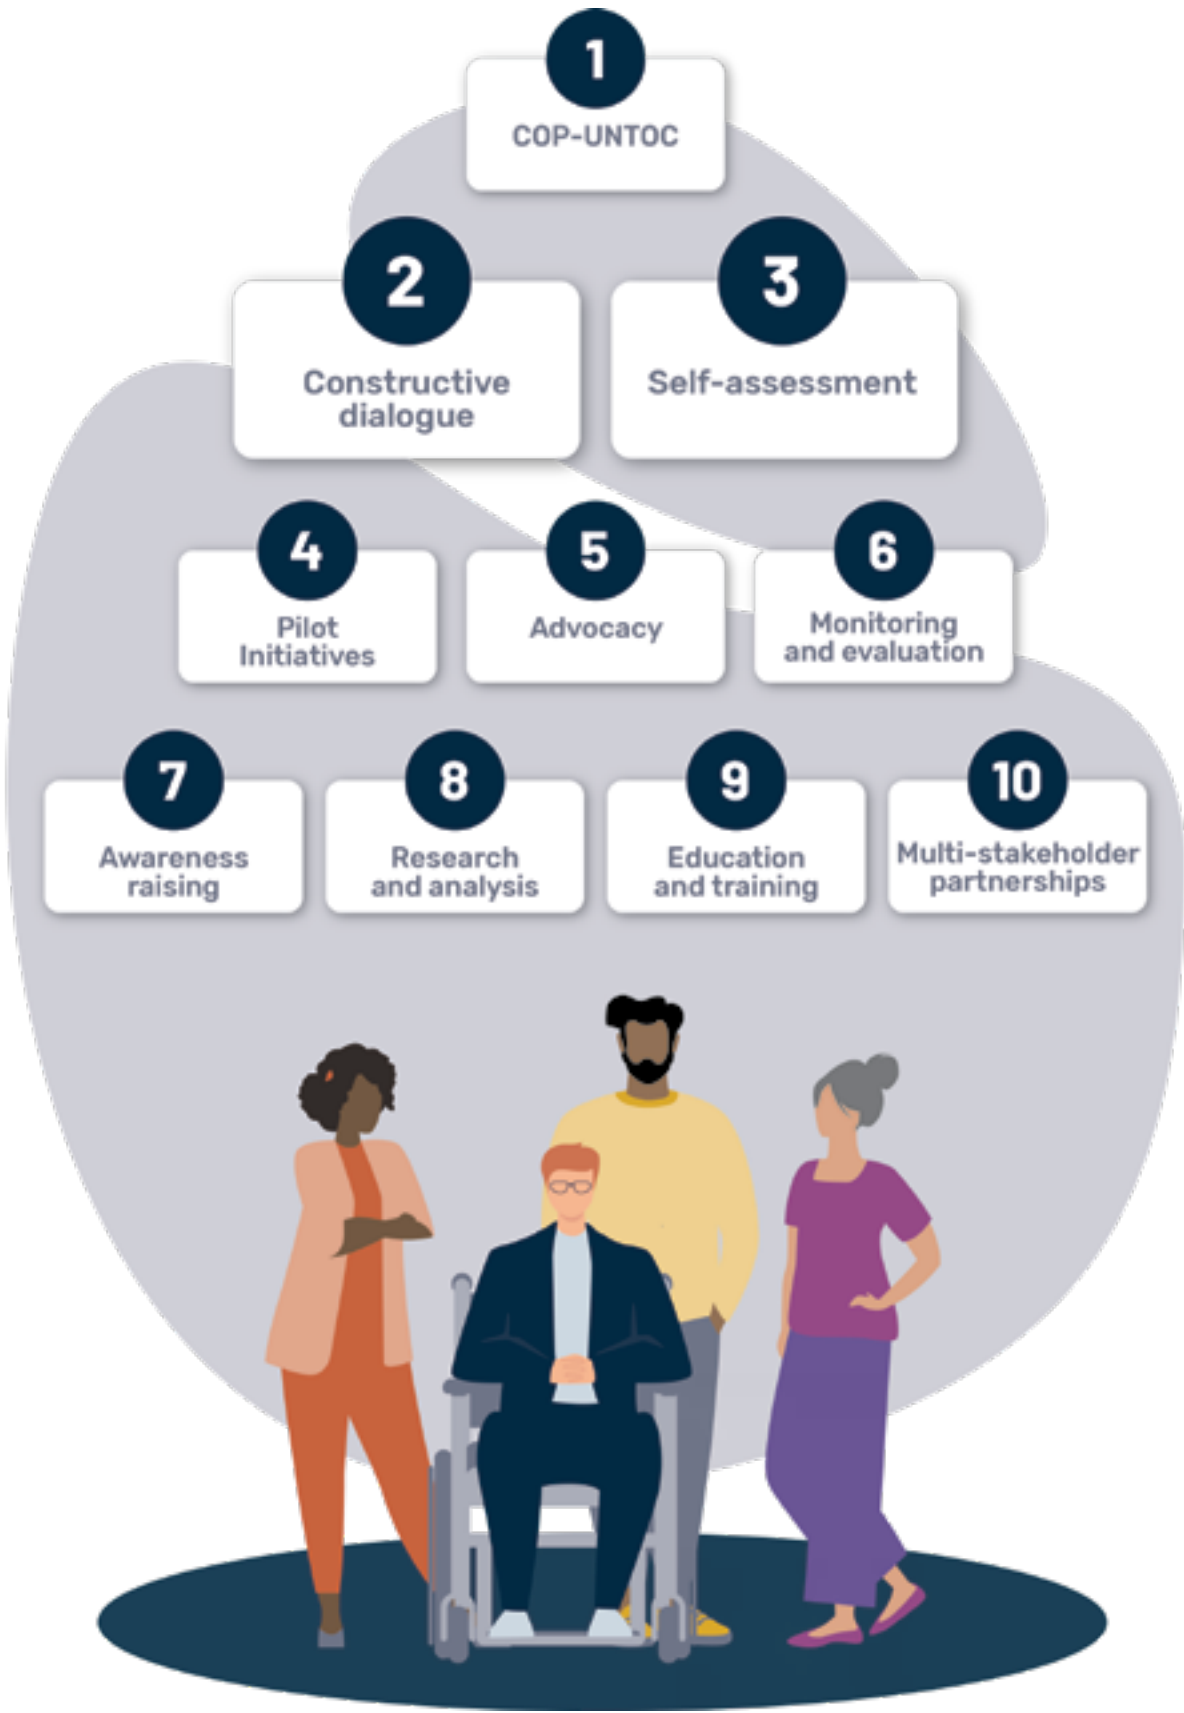 1
COP-UNTOC
2
Constructive
dialogue
3
Self-assessment
4
Pilot
Initiatives
5
Advocacy
6
Monitoring
and evaluation
7
Awareness
raising
8
Research
and analysis
9
Education
and training
10
Multi-stakeholder
partnerships